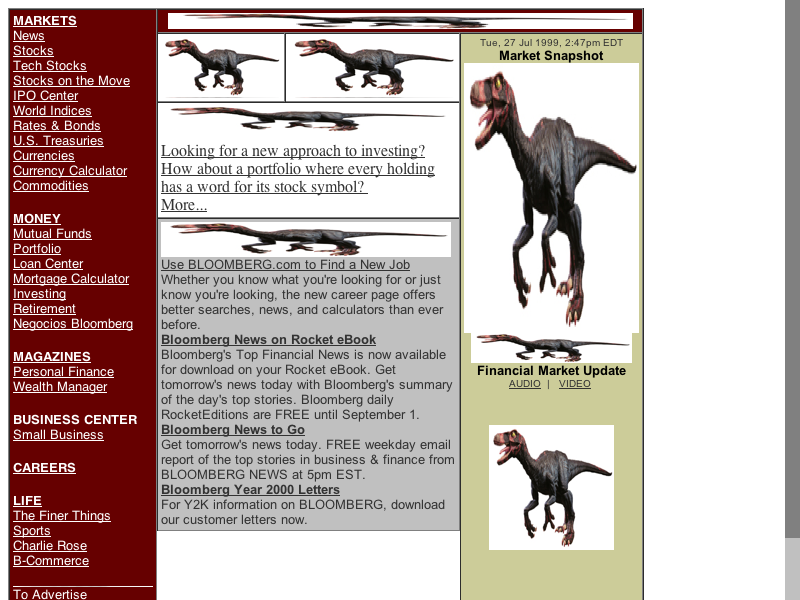 MARKETS
News
Stocks
Tech Stocks
Stocks on the Move
IPO Center
World Indices
Rates & Bonds
U.S. Treasuries
Currencies
Currency Calculator
Commodities
MONEY
Mutual Funds
Portfolio
Loan Center
Mortgage Calculator
Investing
Retirement
Negocios Bloomberg
MAGAZINES
Personal Finance
Wealth Manager
BUSINESS CENTER
Small Business
CAREERS
LIFE
The Finer Things
Sports
Charlie Rose
B-Commerce
To Advertise
Looking for a new approach to investing?
How about a portfolio where every holding
has a word for its stock symbol?
More...
Use BLOOMBERG.com to Find a New Job
Whether you know what you're looking for or just
know you're looking, the new career page offers
better searches, news, and calculators than ever
before.
Bloomberg News on Rocket eBook
Bloomberg's Top Financial News is now available
for download on your Rocket eBook. Get
tomorrow's news today with Bloomberg's summary
of the day's top stories. Bloomberg daily
RocketEditions are FREE until September 1.
Bloomberg News to Go
Get tomorrow's news today. FREE weekday email
report of the top stories in business & finance from
BLOOMBERG NEWS at 5pm EST.
Bloomberg Year 2000 Letters
For Y2K information on BLOOMBERG, download
our customer letters now.
Tue, 27 Jul 1999, 2:47pm EDT
Market Snapshot
Financial Market Update
AUDIO | VIDEO